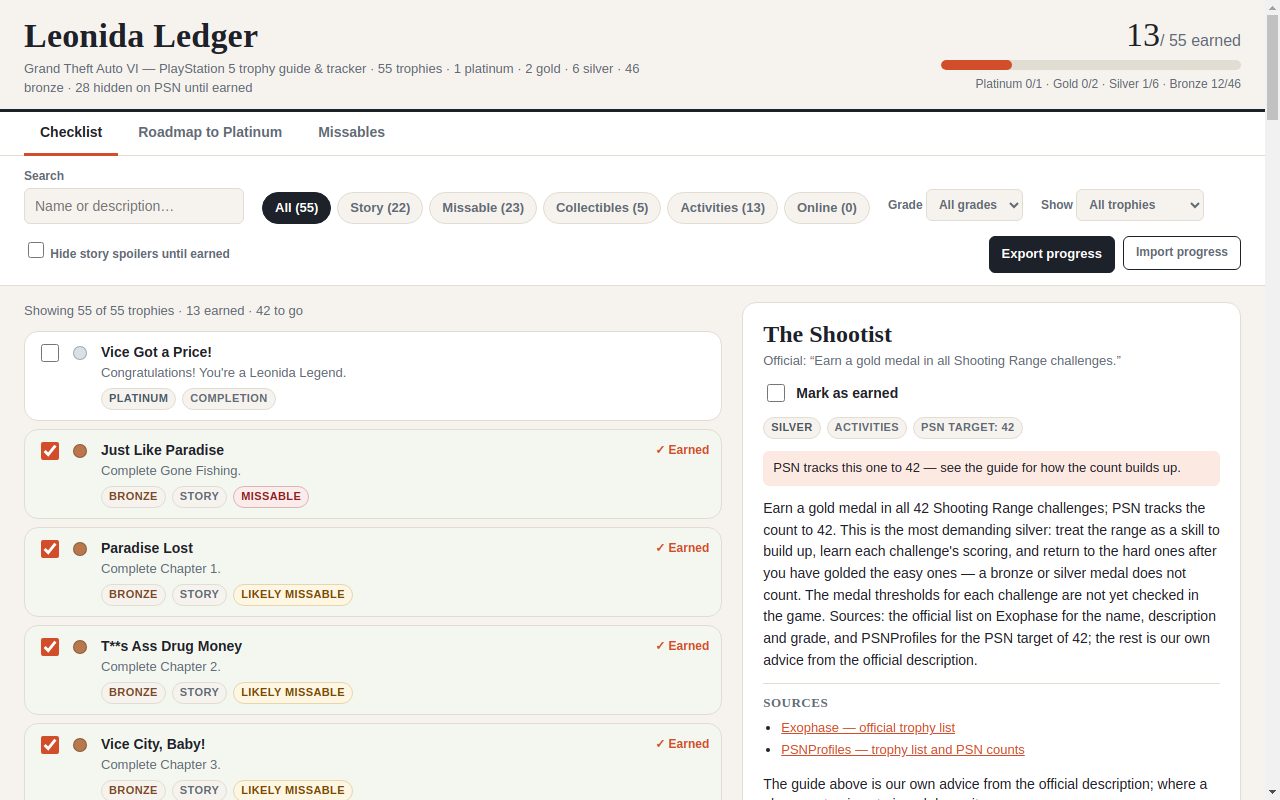 Leonida Ledger
Grand Theft Auto VI — PlayStation 5 trophy guide & tracker · 55 trophies · 1 platinum · 2 gold · 6 silver · 46
bronze · 28 hidden on PSN until earned
13 / 55 earned
Platinum 0/1 · Gold 0/2 · Silver 1/6 · Bronze 12/46
Checklist Roadmap to Platinum Missables
Search
Name or description…
All (55) Story (22) Missable (23) Collectibles (5) Activities (13) Online (0)
Grade All grades Show All trophies
Hide story spoilers until earned
Export progress Import progress
Showing 55 of 55 trophies · 13 earned · 42 to go
Vice Got a Price!
Congratulations! You're a Leonida Legend.
PLATINUM COMPLETION
Just Like Paradise
✓ Earned
Complete Gone Fishing.
BRONZE STORY MISSABLE
Paradise Lost
✓ Earned
Complete Chapter 1.
BRONZE STORY LIKELY MISSABLE
T**s Ass Drug Money
✓ Earned
Complete Chapter 2.
BRONZE STORY LIKELY MISSABLE
Vice City, Baby!
✓ Earned
Complete Chapter 3.
BRONZE STORY LIKELY MISSABLE
The Shootist
Official: “Earn a gold medal in all Shooting Range challenges.”
Mark as earned
SILVER ACTIVITIES PSN TARGET: 42
PSN tracks this one to 42 — see the guide for how the count builds up.
Earn a gold medal in all 42 Shooting Range challenges; PSN tracks the
count to 42. This is the most demanding silver: treat the range as a skill to
build up, learn each challenge's scoring, and return to the hard ones after
you have golded the easy ones — a bronze or silver medal does not
count. The medal thresholds for each challenge are not yet checked in
the game. Sources: the official list on Exophase for the name, description
and grade, and PSNProfiles for the PSN target of 42; the rest is our own
advice from the official description.
SOURCES
Exophase — official trophy list
PSNProfiles — trophy list and PSN counts
The guide above is our own advice from the official description; where a